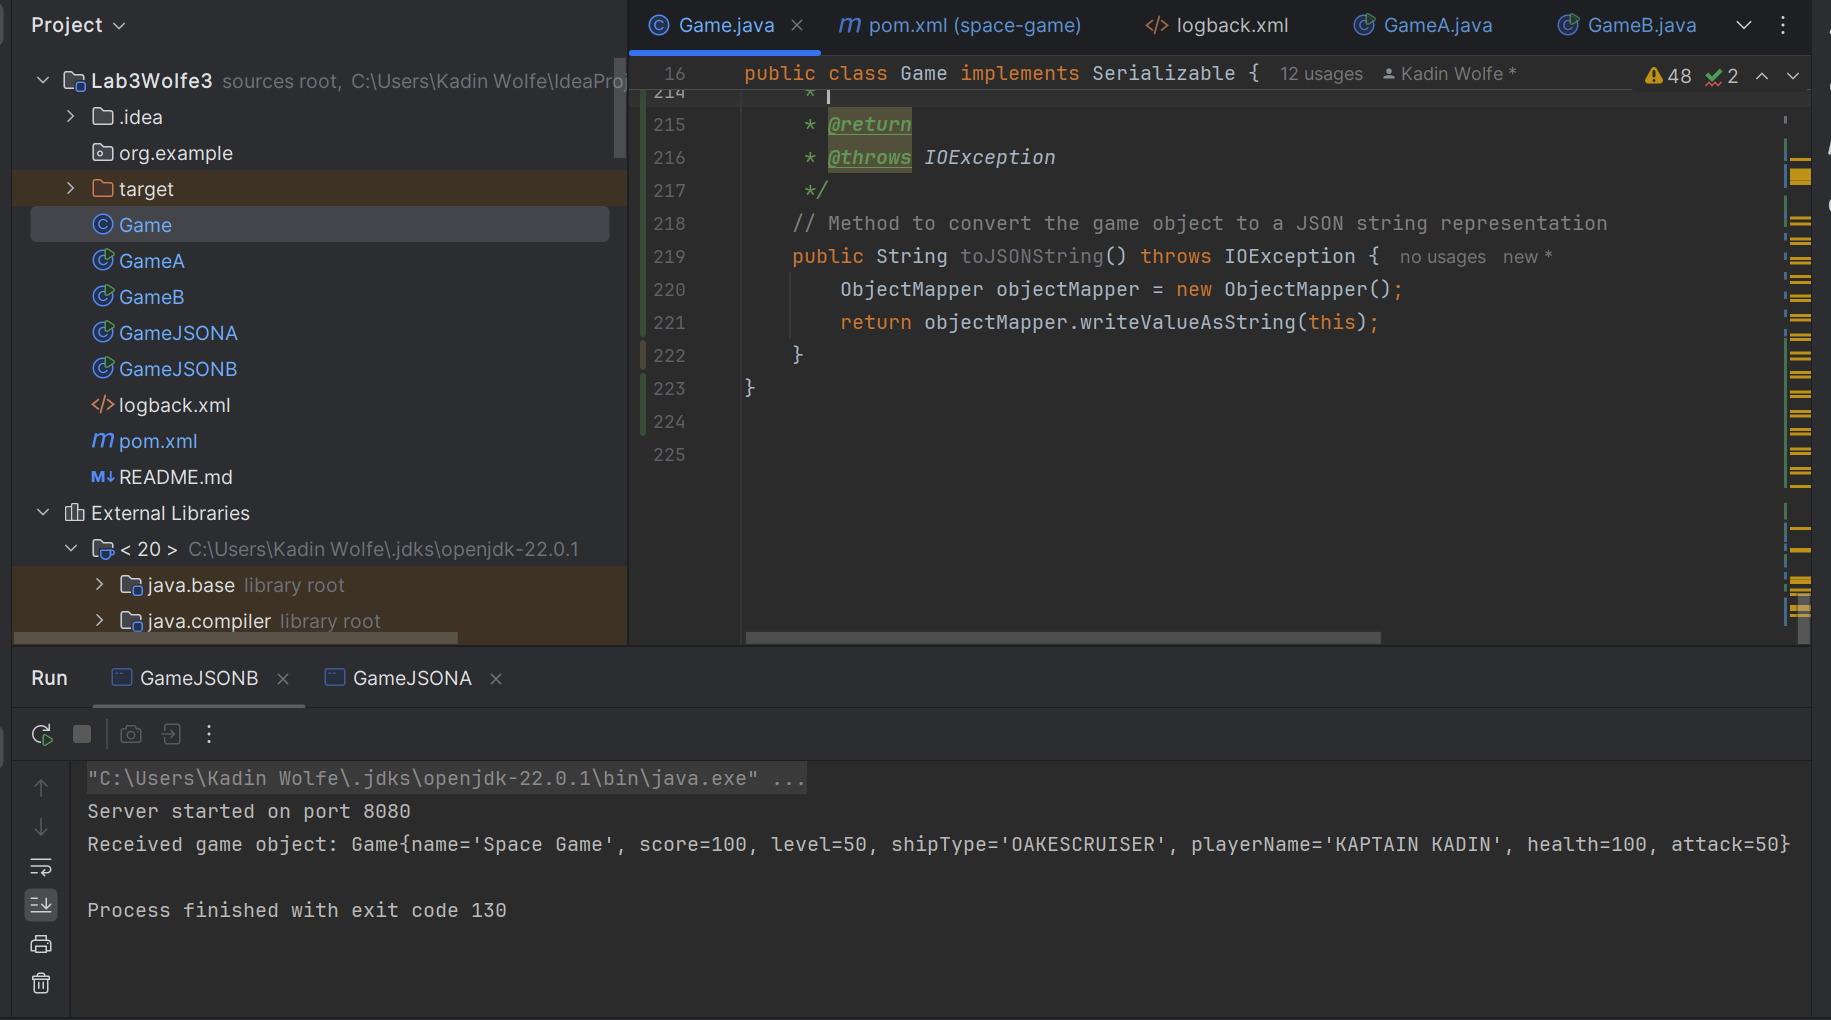 Project
Lab3Wolfe3 sources root, C:\Users\Kadin Wolfe\IdeaProj
.idea
org.example
target
Game
GameA
GameB
GameJSONA
GameJSONB
logback.xml
m pom.xml
M↓ README.md
External Libraries
< 20 > C:\Users\Kadin Wolfe\.jdks\openjdk-22.0.1
java.base library root
java.compiler library root
Game.java
m pom.xml (space-game)
</> logback.xml
GameA.java
GameB.java
16 public class Game implements Serializable { 12 usages Kadin Wolfe *
48 2
214 *
215 * @return
216 * @throws IOException
217 */
218 // Method to convert the game object to a JSON string representation
219 public String toJSONString() throws IOException { no usages new *
220 ObjectMapper objectMapper = new ObjectMapper();
221 return objectMapper.writeValueAsString(this);
222 }
223 }
224
225
Run GameJSONB GameJSONA
"C:\Users\Kadin Wolfe\.jdks\openjdk-22.0.1\bin\java.exe" ...
Server started on port 8080
Received game object: Game{name='Space Game', score=100, level=50, shipType='OAKESCRUISER', playerName='KAPTAIN KADIN', health=100, attack=50}
Process finished with exit code 130